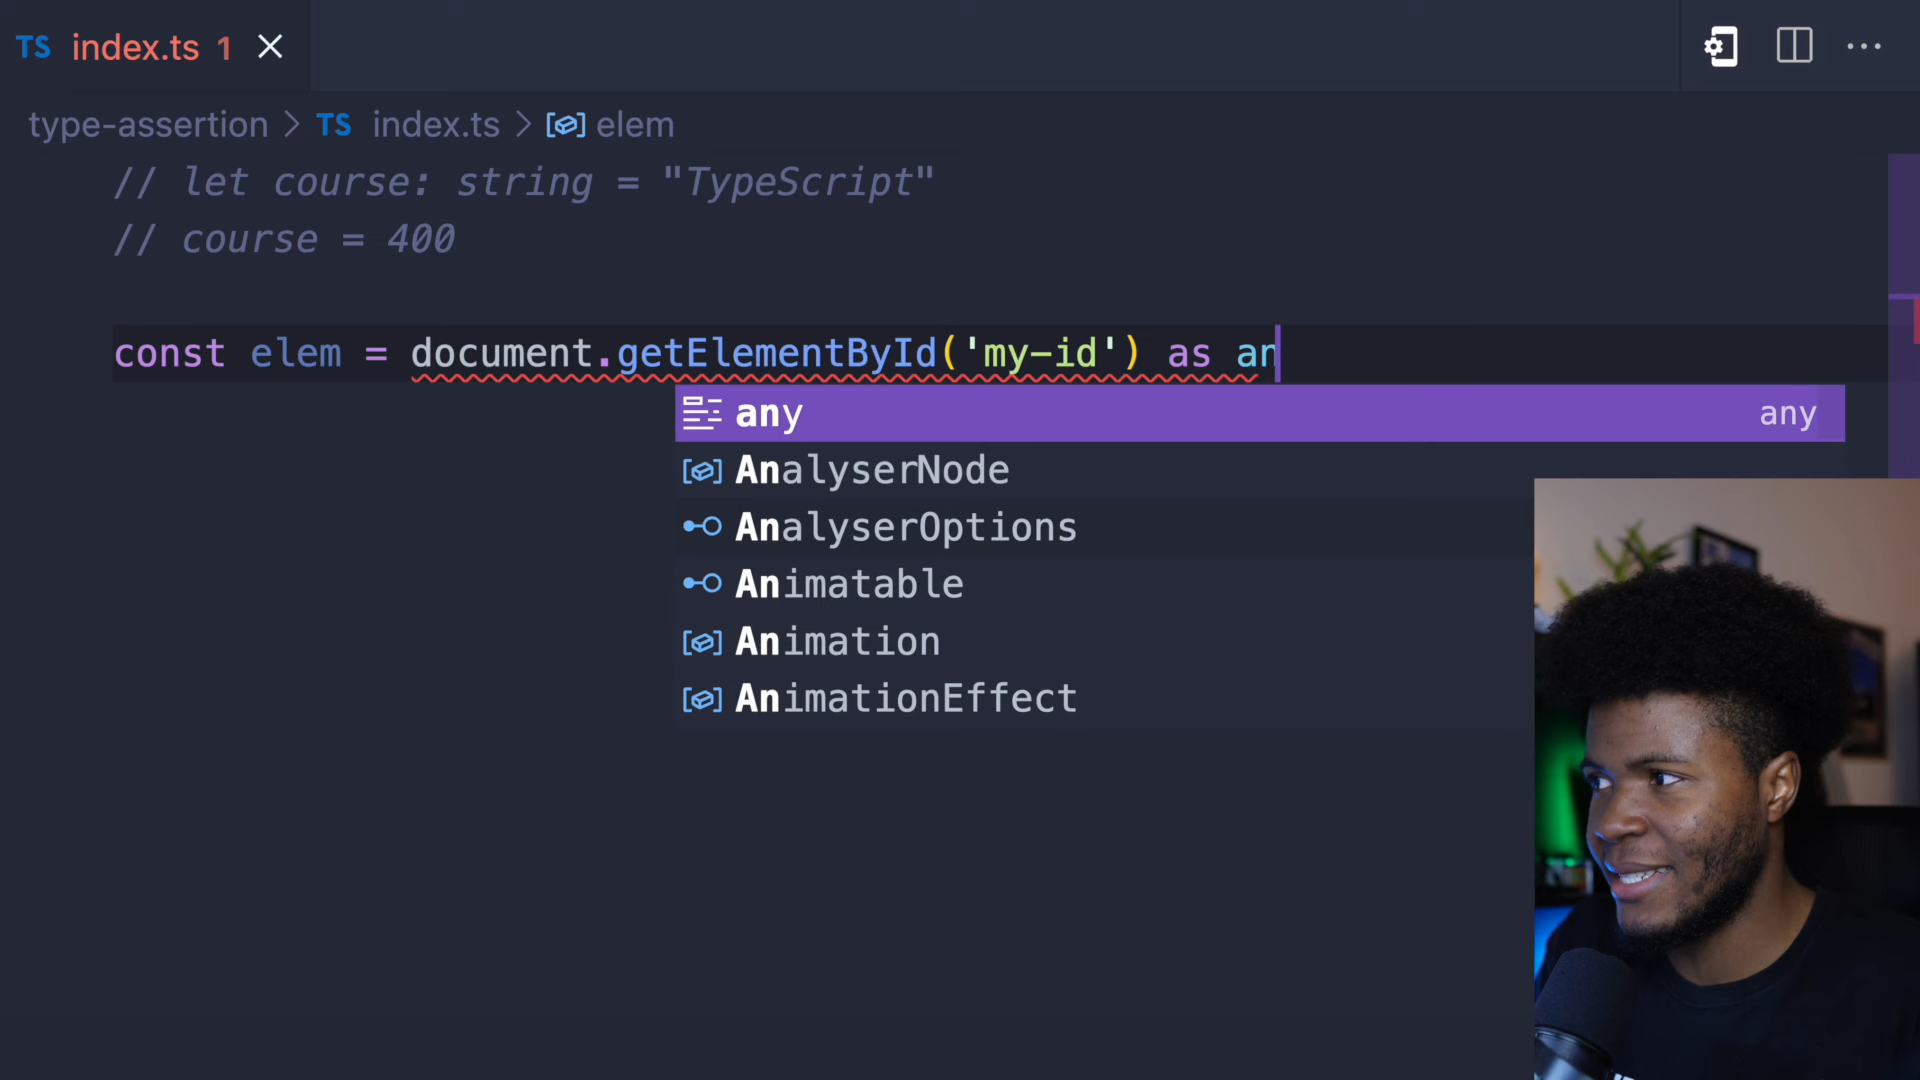 TS index.ts 1
type-assertion > TS index.ts > elem
// let course: string = "TypeScript"
// course = 400
const elem = document.getElementById('my-id') as an
any any
AnalyserNode
AnalyserOptions
Animatable
Animation
AnimationEffect